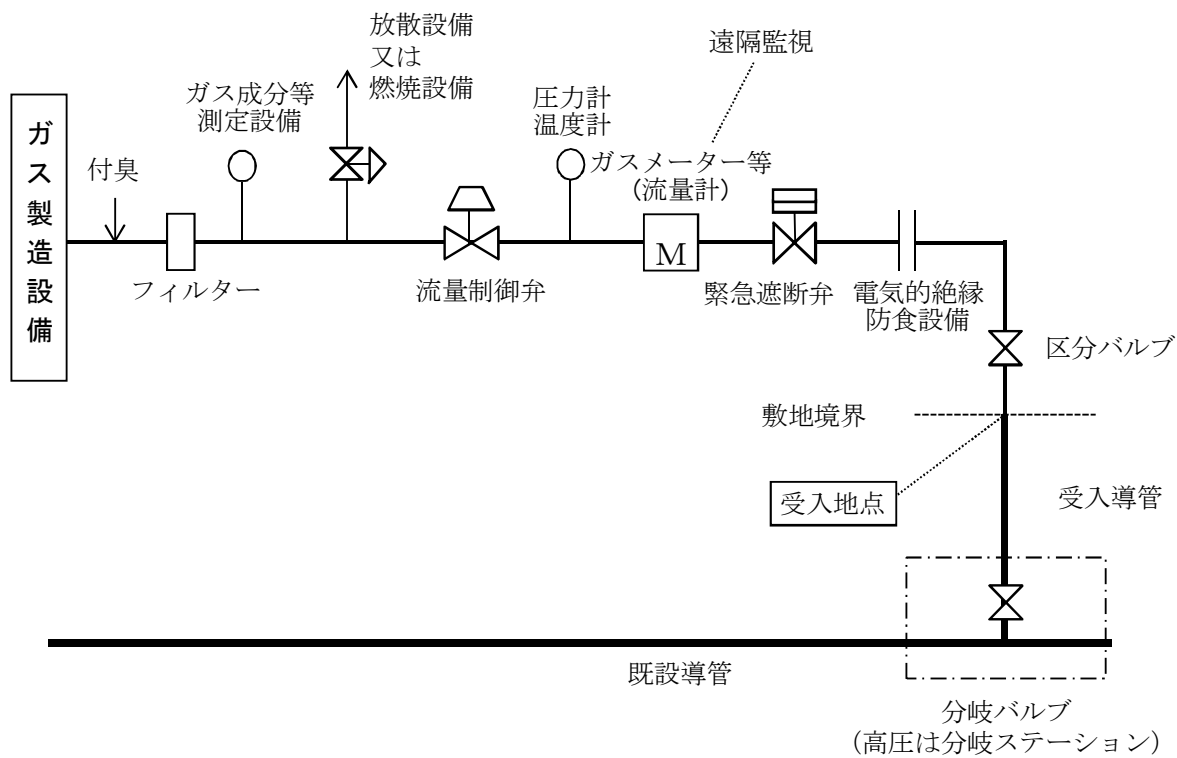 放散設備
又は
燃焼設備
遠隔監視
ガス成分等
測定設備
圧力計
温度計
ガス製造設備
付臭
ガスメーター等
(流量計)
M
フィルター
流量制御弁
緊急遮断弁
電気的絶縁
防食設備
区分バルブ
敷地境界
受入地点
受入導管
既設導管
分岐バルブ
(高圧は分岐ステーション)